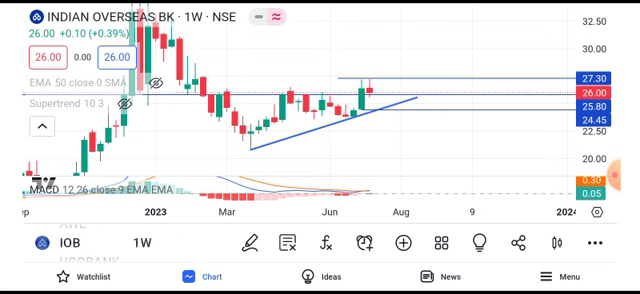 INDIAN OVERSEAS BK · 1W · NSE
26.00 +0.10 (+0.39%)
26.00 0.00 26.00
EMA 50 close 0 SMA
Supertrend 10 3
32.50
30.00
27.30
26.00
25.80
24.45
22.50
20.00
0.30
MACD 12 26 close 9 EMA EMA
0.05
2023 Mar Jun Aug 9 2024
IOB 1W
Watchlist Chart Ideas News Menu